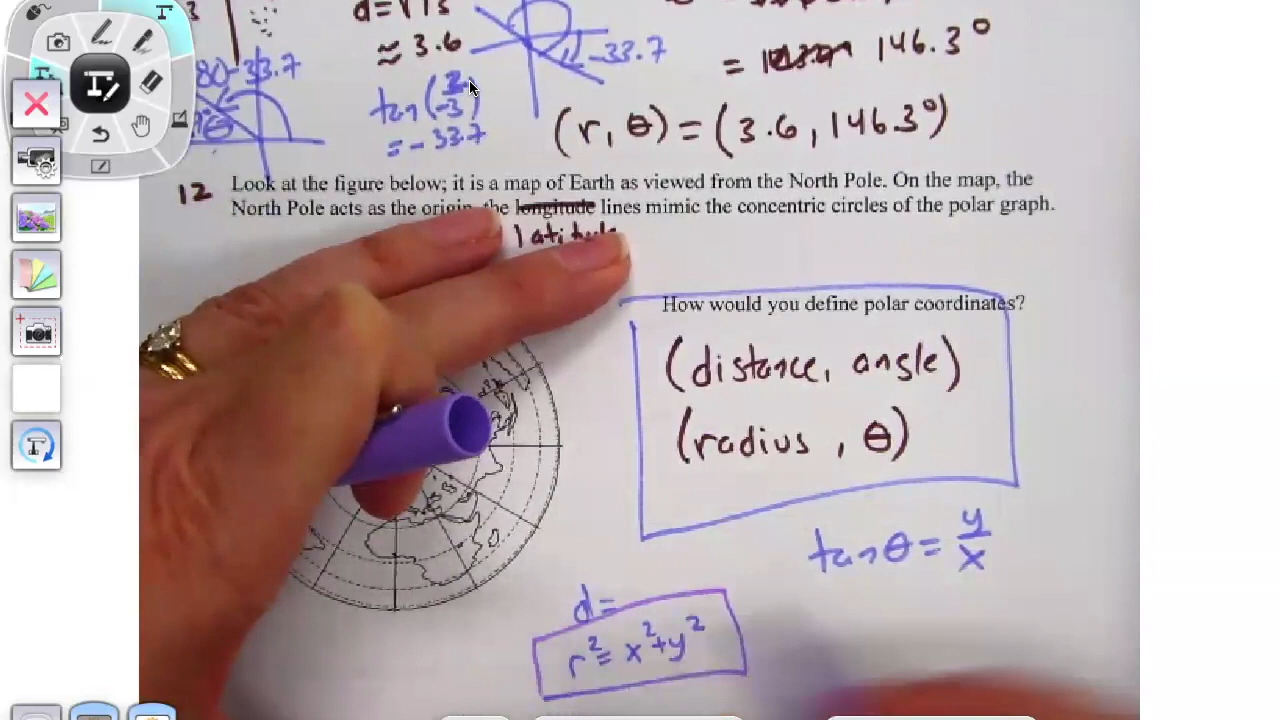 d=√13
≈ 3.6
-33.7
= 146.3°
80-33.7
tan(2/-3)
= -33.7
(r, θ) = (3.6, 146.3°)
12 Look at the figure below; it is a map of Earth as viewed from the North Pole. On the map, the
North Pole acts as the origin, the longitude lines mimic the concentric circles of the polar graph.
latitude
How would you define polar coordinates?
(distance, angle)
(radius, θ)
tan θ = y/x
d =
r² = x² + y²